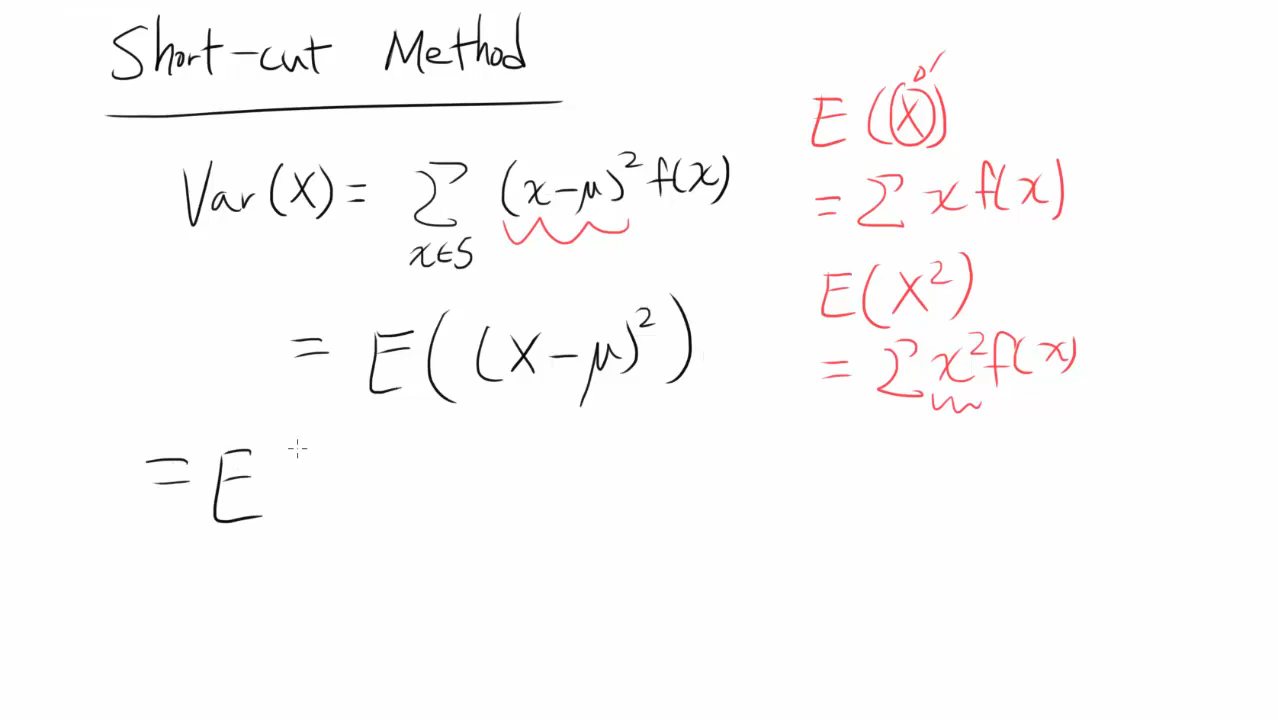 Short-cut Method
Var(X) = ∑ (x-μ)² f(x)
x∈S
= E((X-μ)²)
= E
E(X)
= ∑ x f(x)
E(X²)
= ∑ x² f(x)